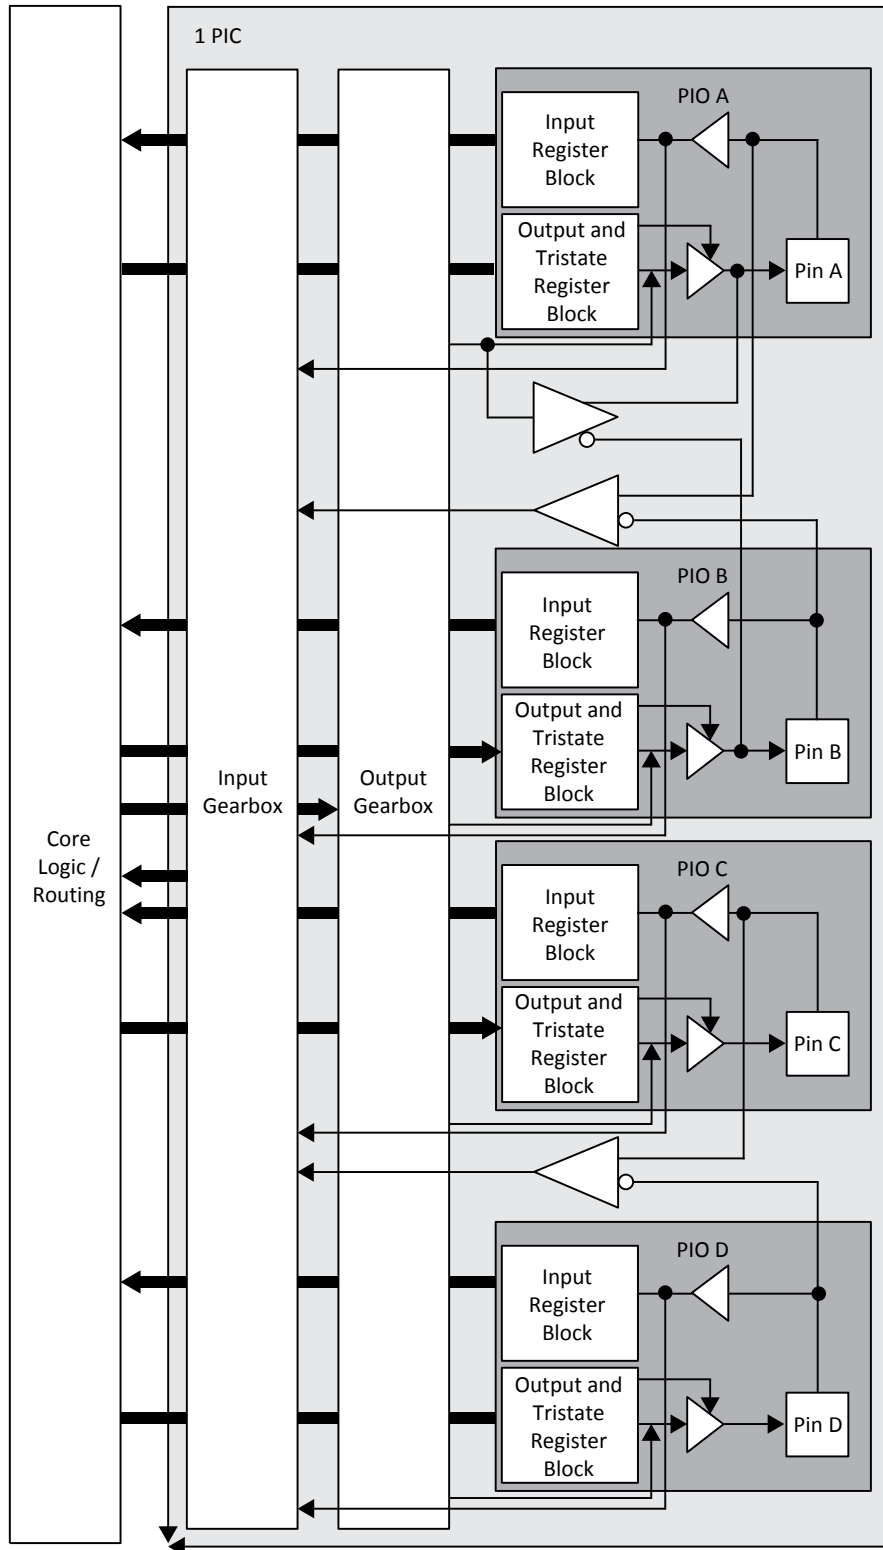 1 PIC
PIO A
Input
Register
Block
Output and
Tristate
Register
Block
Pin A
PIO B
Input
Register
Block
Output and
Tristate
Register
Block
Pin B
Input
Gearbox
Output
Gearbox
Core
Logic /
Routing
PIO C
Input
Register
Block
Output and
Tristate
Register
Block
Pin C
PIO D
Input
Register
Block
Output and
Tristate
Register
Block
Pin D